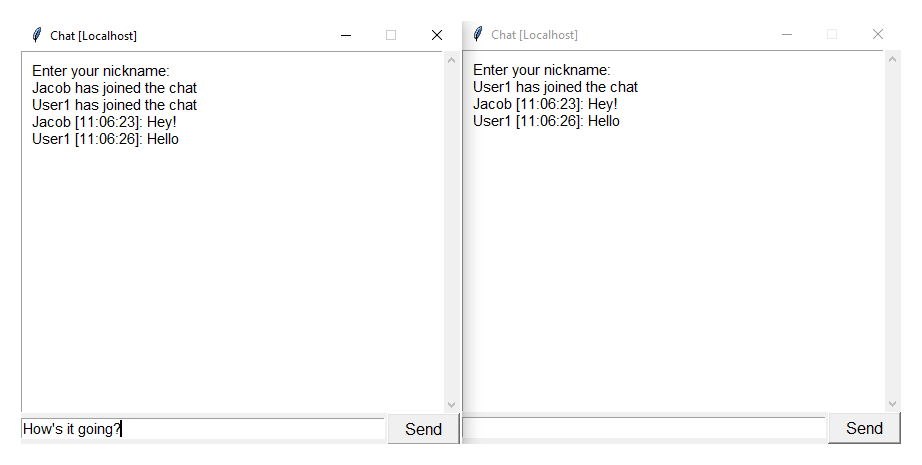 Chat [Localhost]
Enter your nickname:
Jacob has joined the chat
User1 has joined the chat
Jacob [11:06:23]: Hey!
User1 [11:06:26]: Hello
How's it going?
Send
Chat [Localhost]
Enter your nickname:
User1 has joined the chat
Jacob [11:06:23]: Hey!
User1 [11:06:26]: Hello
Send